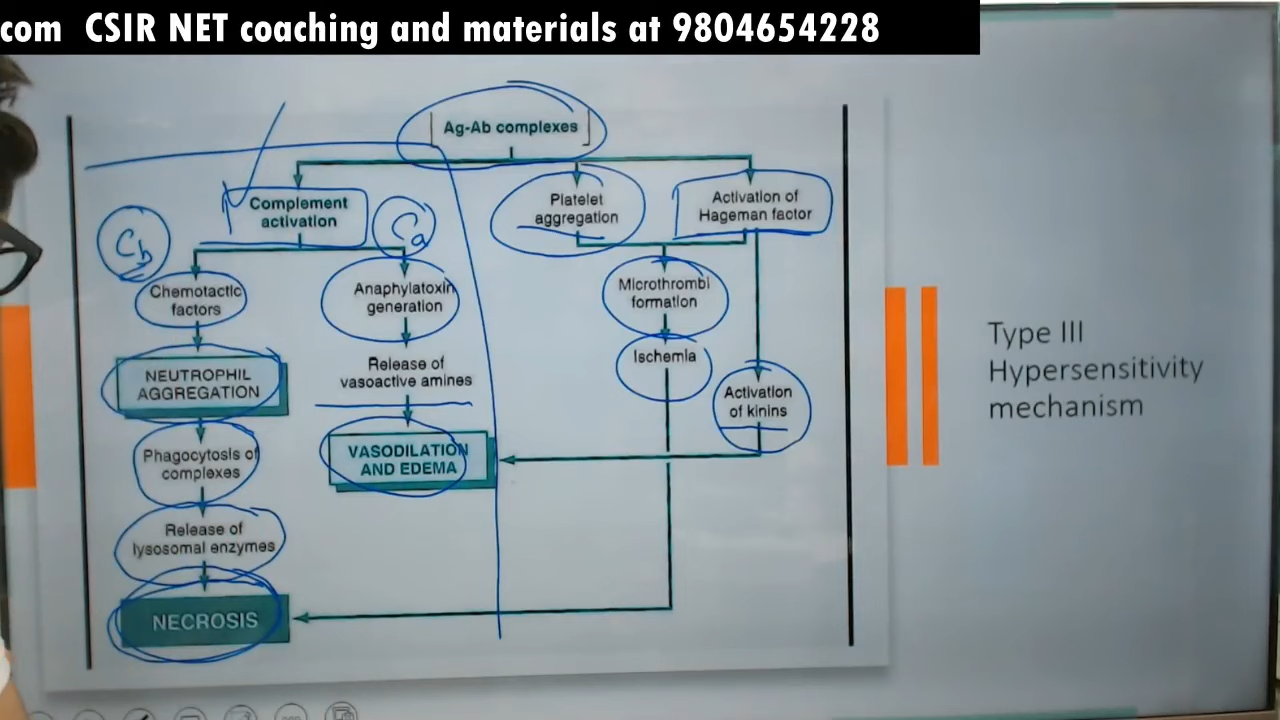 com CSIR NET coaching and materials at 9804654228
Ag-Ab complexes
Complement
activation
Platelet
aggregation
Activation of
Hageman factor
Cb
Ca
Chemotactic
factors
Anaphylatoxin
generation
Microthrombi
formation
NEUTROPHIL
AGGREGATION
Release of
vasoactive amines
Ischemia
Activation
of kinins
Phagocytosis of
complexes
VASODILATION
AND EDEMA
Release of
lysosomal enzymes
NECROSIS
Type III
Hypersensitivity
mechanism